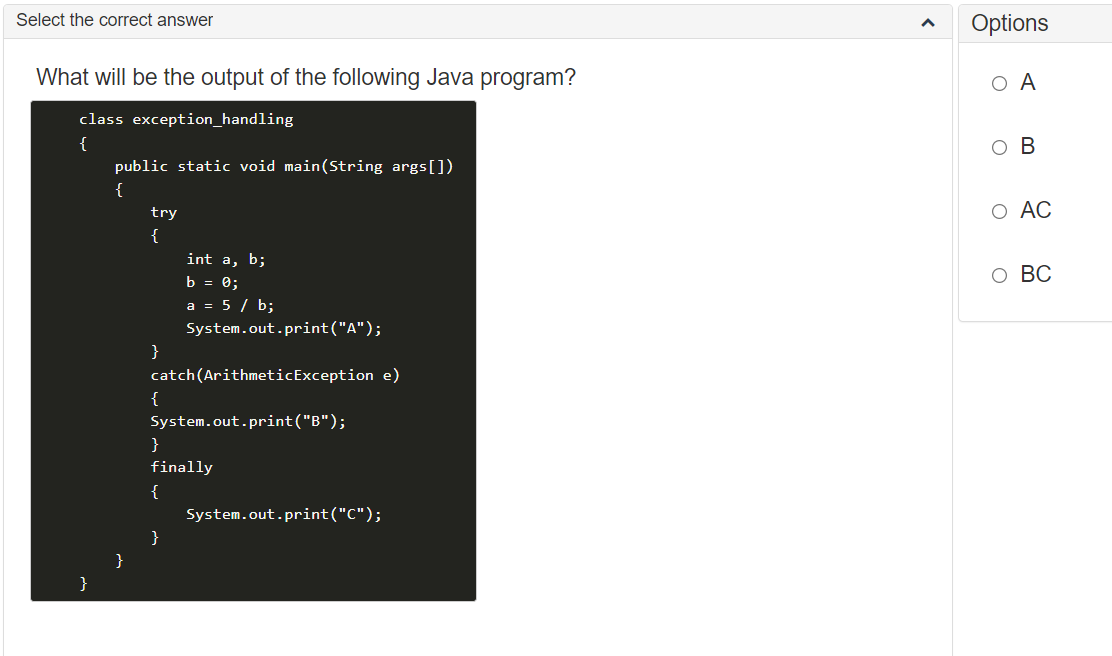 Select the correct answer
What will be the output of the following Java program?
class exception_handling
{
public static void main(String args[])
{
try
{
int a, b;
b = 0;
a = 5 / b;
System.out.print("A");
}
catch(ArithmeticException e)
{
System.out.print("B");
}
finally
{
System.out.print("C");
}
}
}
Options
A
B
AC
BC